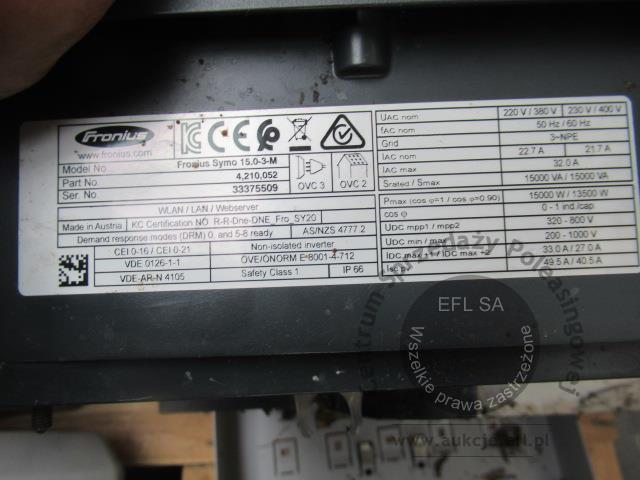 Fronius
www.fronius.com
Model No. Fronius Symo 15.0-3-M
Part No. 4,210,052
Ser. No. 33375509
OVC 3 OVC 2
WLAN / LAN / Webserver
Made in Austria KC Certification NO. R-R-Dne-DNE_Fro_SY20
Demand response modes (DRM) 0, and 5-8 ready AS/NZS 4777.2
CEI 0-16 / CEI 0-21 Non-isolated inverter
VDE 0126-1-1 OVE/ONORM E 8001-4-712
VDE-AR-N 4105 Safety Class 1 IP 66
UAC nom 220 V / 380 V 230 V / 400 V
fAC nom 50 Hz / 60 Hz
Grid 3~NPE
IAC nom 22.7 A 21.7 A
IAC max 32.0 A
Srated / Smax 15000 VA / 15000 VA
Pmax (cos φ=1 / cos φ=0.90) 15000 W / 13500 W
cos φ 0 - 1 ind./cap
UDC mpp1 / mpp2 320 - 800 V
UDC min / max 200 - 1000 V
IDC max +1 / IDC max +2 33.0 A / 27.0 A
Isc pv 49.5 A / 40.5 A
Centrum Sprzedaży Poleasingowej
EFL SA
Wszelkie prawa zastrzeżone
www.aukcje.efl.pl